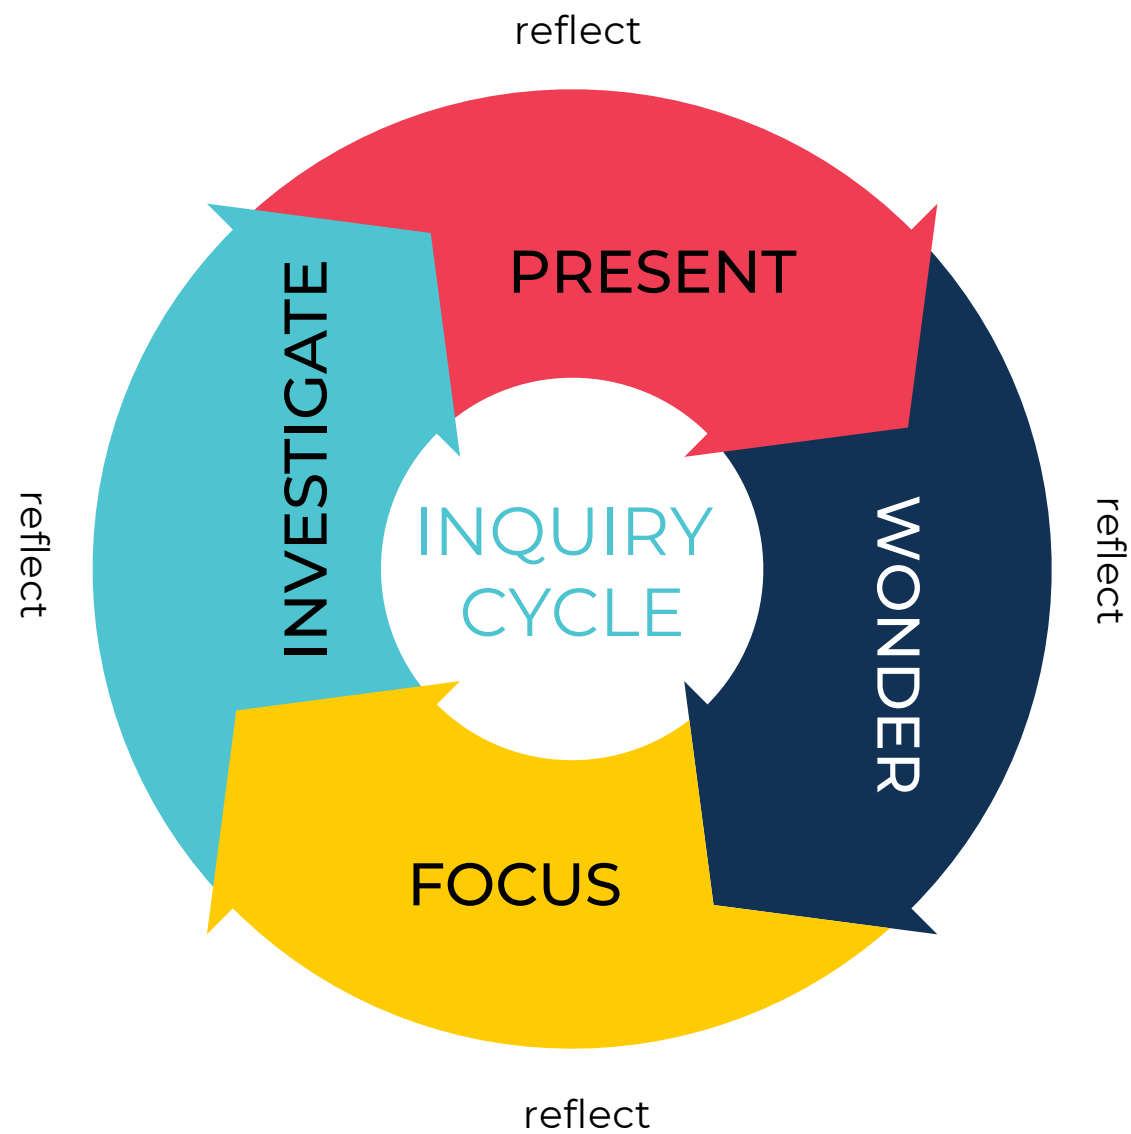 reflect
PRESENT
INVESTIGATE
INQUIRY
CYCLE
WONDER
reflect
reflect
FOCUS
reflect